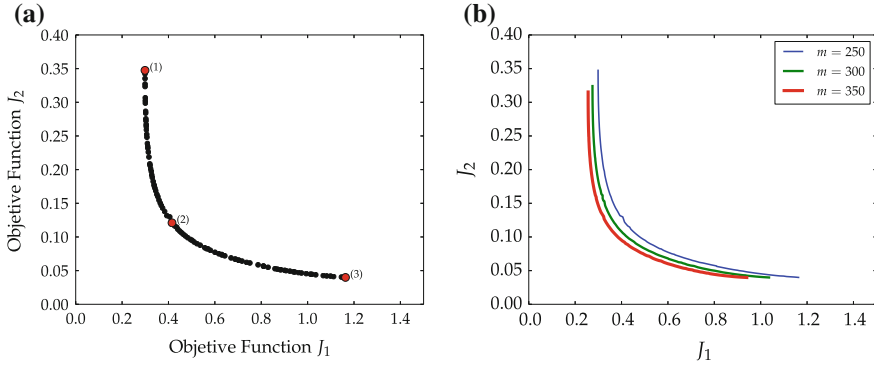 (a)
0.40
0.35
0.30
0.25
0.20
0.15
0.10
0.05
0.00
Objetive Function J₂
(1)
(2)
(3)
0.0 0.2 0.4 0.6 0.8 1.0 1.2 1.4
Objetive Function J₁
(b)
0.40
0.35
0.30
0.25
0.20
0.15
0.10
0.05
0.00
J₂
m = 250
m = 300
m = 350
0.0 0.2 0.4 0.6 0.8 1.0 1.2 1.4
J₁